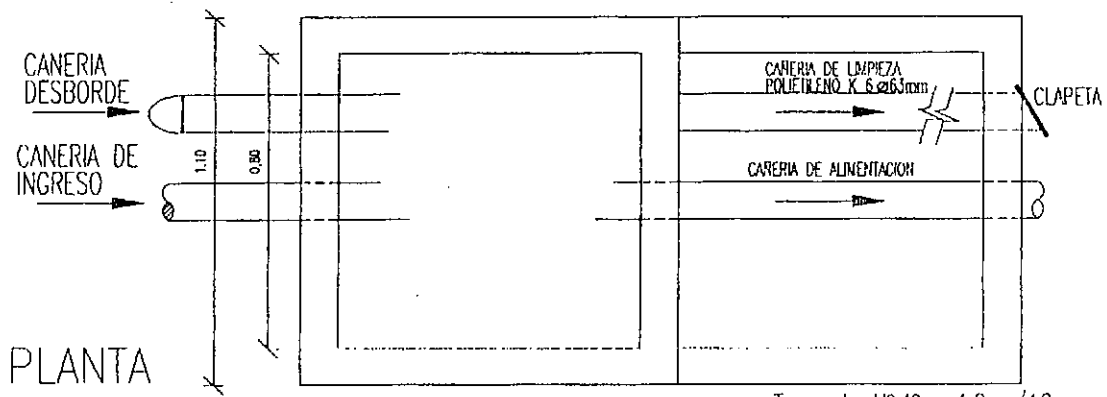 CANERIA
DESBORDE
CANERIA DE
INGRESO
1.10
0,80
CAÑERIA DE LIMPIEZA
POLIETILENO K 6 ø63mm
CLAPETA
CAÑERIA DE ALIMENTACION
PLANTA